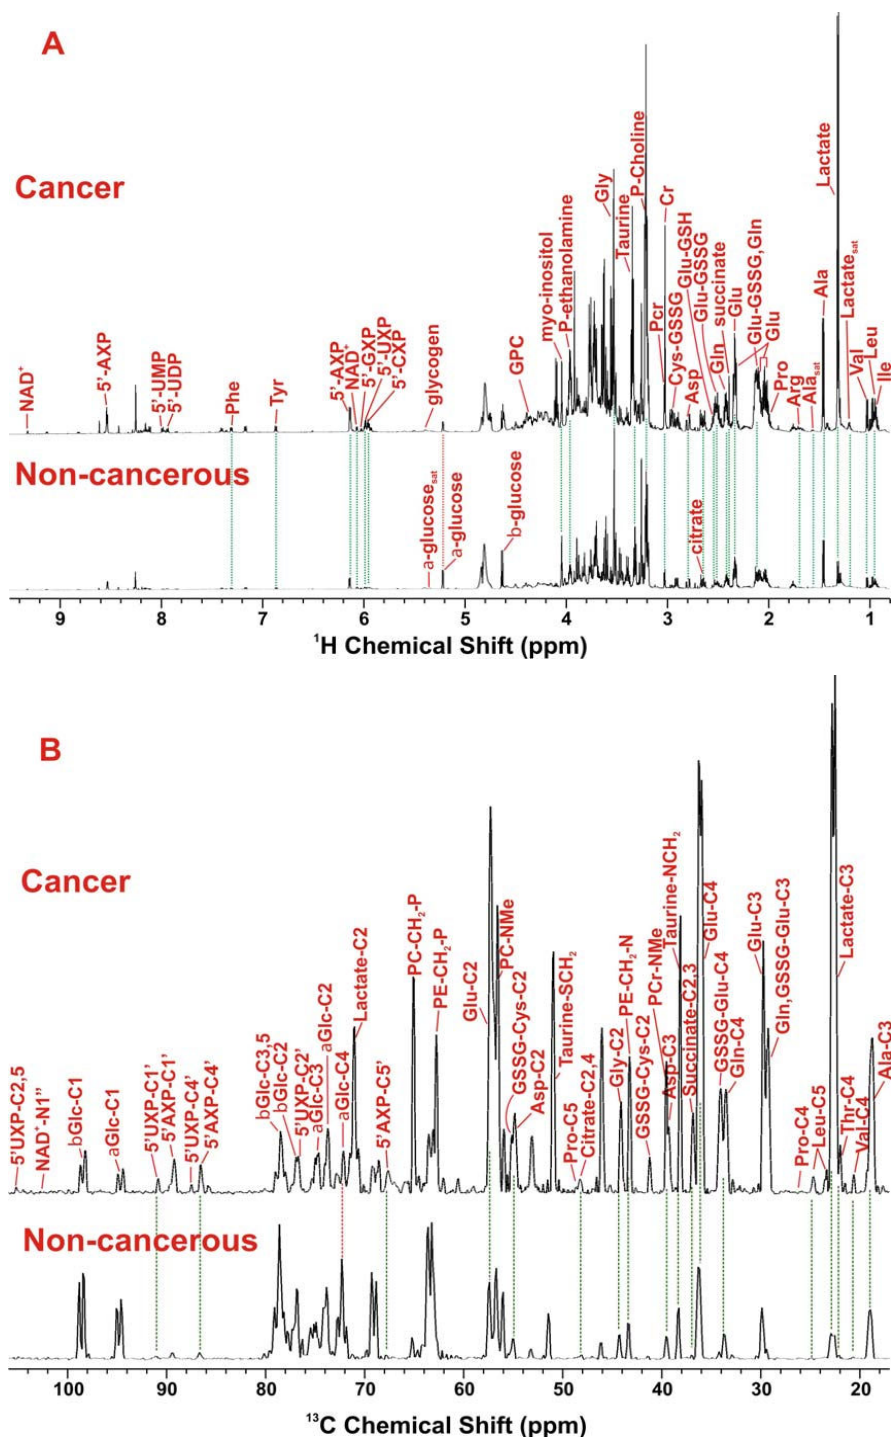 A
Cancer
NAD+
5'-AXP
5'-UMP
5'-UDP
Phe
Tyr
5'-AXP
NAD+
5'-GXP
5'-UXP
5'-CXP
glycogen
GPC
myo-inositol
P-ethanolamine
Gly
Taurine
P-Choline
Pcr
Cr
Cys-GSSG
Asp
Glu-GSH
Glu-GSSG
Gln
succinate
Glu
Glu-GSSG,Gln
Glu
Pro
Arg
Ala sat
Ala
Lactate
Lactate sat
Val
Leu
Ile
Non-cancerous
a-glucose sat
a-glucose
b-glucose
citrate
9 8 7 6 5 4 3 2 1
1H Chemical Shift (ppm)
B
Cancer
5'UXP-C2,5
NAD+-N1''
bGlc-C1
aGlc-C1
5'UXP-C1'
5'AXP-C1'
5'UXP-C4'
5'AXP-C4'
bGlc-C3,5
bGlc-C2
5'UXP-C2'
aGlc-C3
aGlc-C2
aGlc-C4
Lactate-C2
5'AXP-C5'
PC-CH2-P
PE-CH2-P
Glu-C2
PC-NMe
GSSG-Cys-C2
Asp-C2
Taurine-SCH2
Pro-C5
Citrate-C2,4
Gly-C2
PE-CH2-N
GSSG-Cys-C2
PCr-NMe
Asp-C3
Taurine-NCH2
Succinate-C2,3
Glu-C4
GSSG-Glu-C4
Gln-C4
Glu-C3
Gln,GSSG-Glu-C3
Pro-C4
Leu-C5
Lactate-C3
Thr-C4
Val-C4
Ala-C3
Non-cancerous
100 90 80 70 60 50 40 30 20
13C Chemical Shift (ppm)